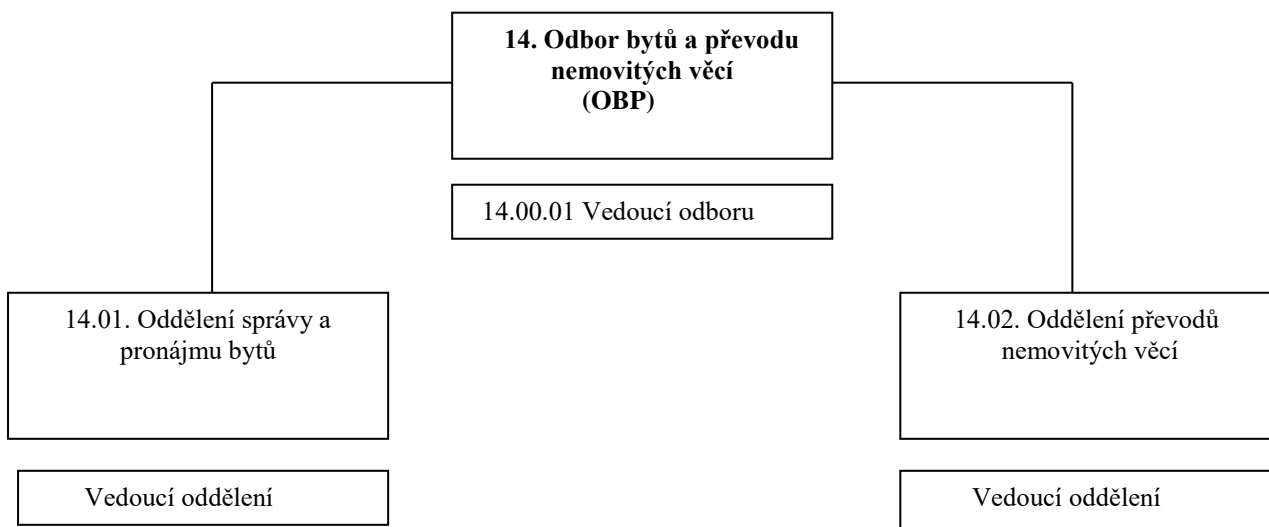 14. Odbor bytů a převodu
nemovitých věcí
(OBP)
14.00.01 Vedoucí odboru
14.01. Oddělení správy a
pronájmu bytů
14.02. Oddělení převodů
nemovitých věcí
Vedoucí oddělení
Vedoucí oddělení